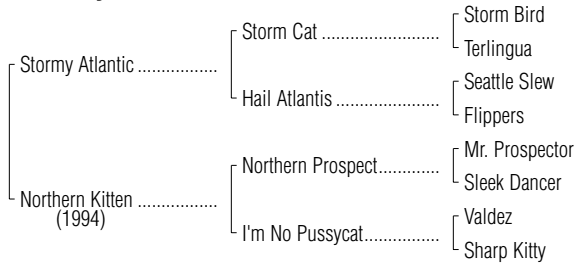 Storm Bird
Storm Cat .........................
Terlingua
Stormy Atlantic .................
Seattle Slew
Hail Atlantis ......................
Flippers
Mr. Prospector
Northern Prospect.............
Sleek Dancer
Northern Kitten .................
(1994)
Valdez
I'm No Pussycat................
Sharp Kitty